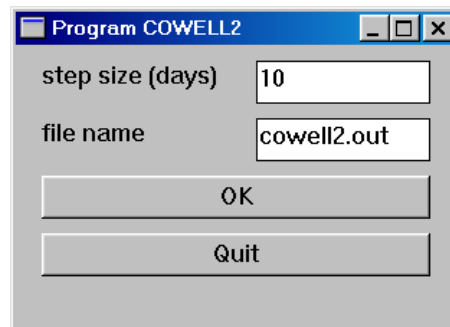 Program COWELL2
step size (days) 10
file name cowell2.out
OK
Quit